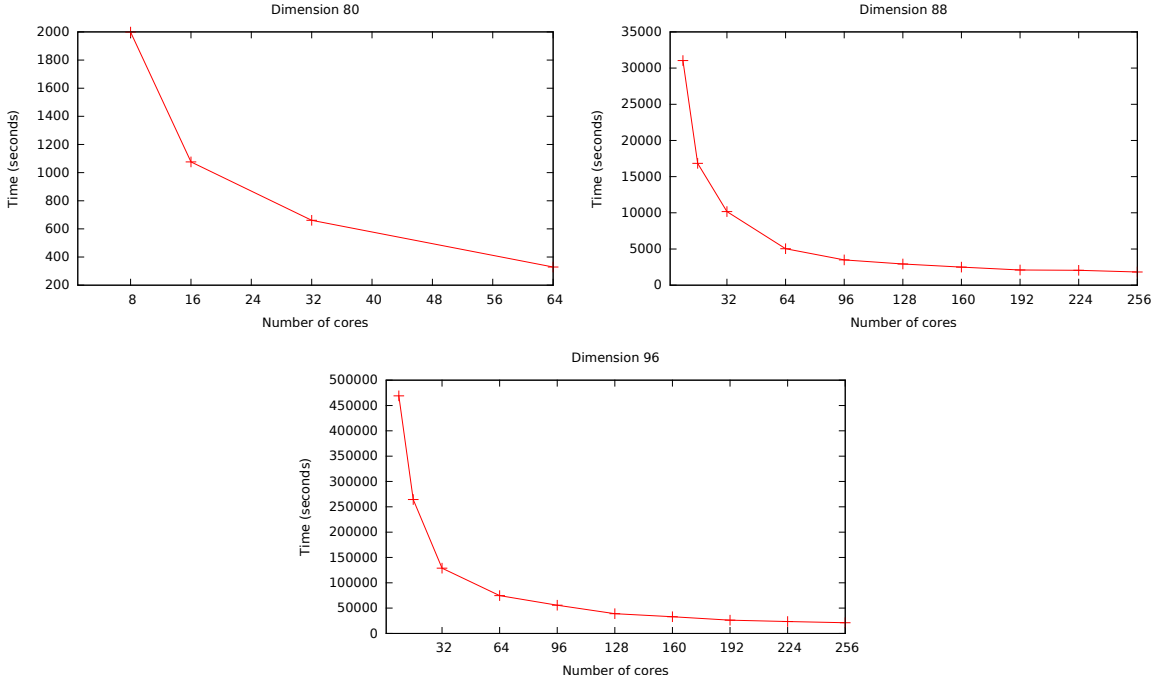 Dimension 80
2000
1800
1600
1400
1200
1000
800
600
400
200
Time (seconds)
8 16 24 32 40 48 56 64
Number of cores
Dimension 88
35000
30000
25000
20000
15000
10000
5000
0
Time (seconds)
32 64 96 128 160 192 224 256
Number of cores
Dimension 96
500000
450000
400000
350000
300000
250000
200000
150000
100000
50000
0
Time (seconds)
32 64 96 128 160 192 224 256
Number of cores